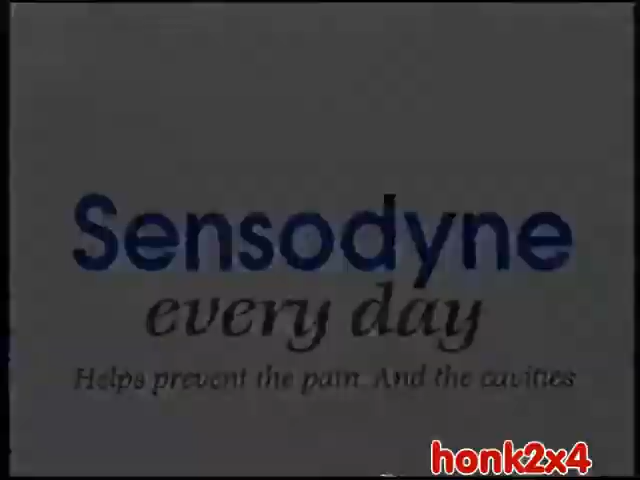 Sensodyne
every day
Helps prevent the pain. And the cavities
honk2x4